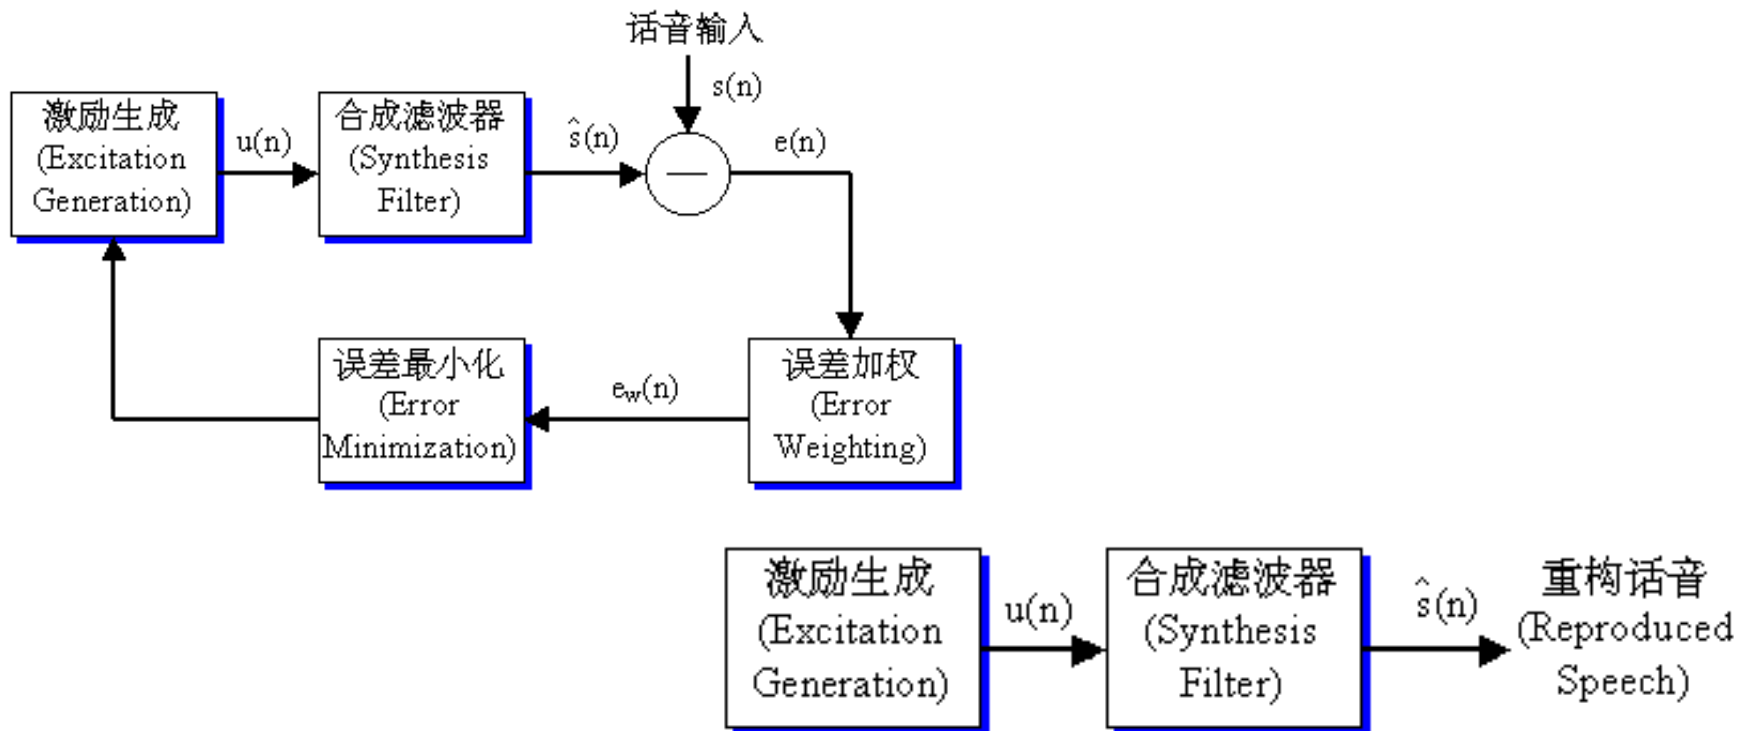 话音输入
s(n)
激励生成
(Excitation
Generation)
u(n)
合成滤波器
(Synthesis
Filter)
ŝ(n)
—
e(n)
误差最小化
(Error
Minimization)
e_w(n)
误差加权
(Error
Weighting)
激励生成
(Excitation
Generation)
u(n)
合成滤波器
(Synthesis
Filter)
ŝ(n)
重构话音
(Reproduced
Speech)